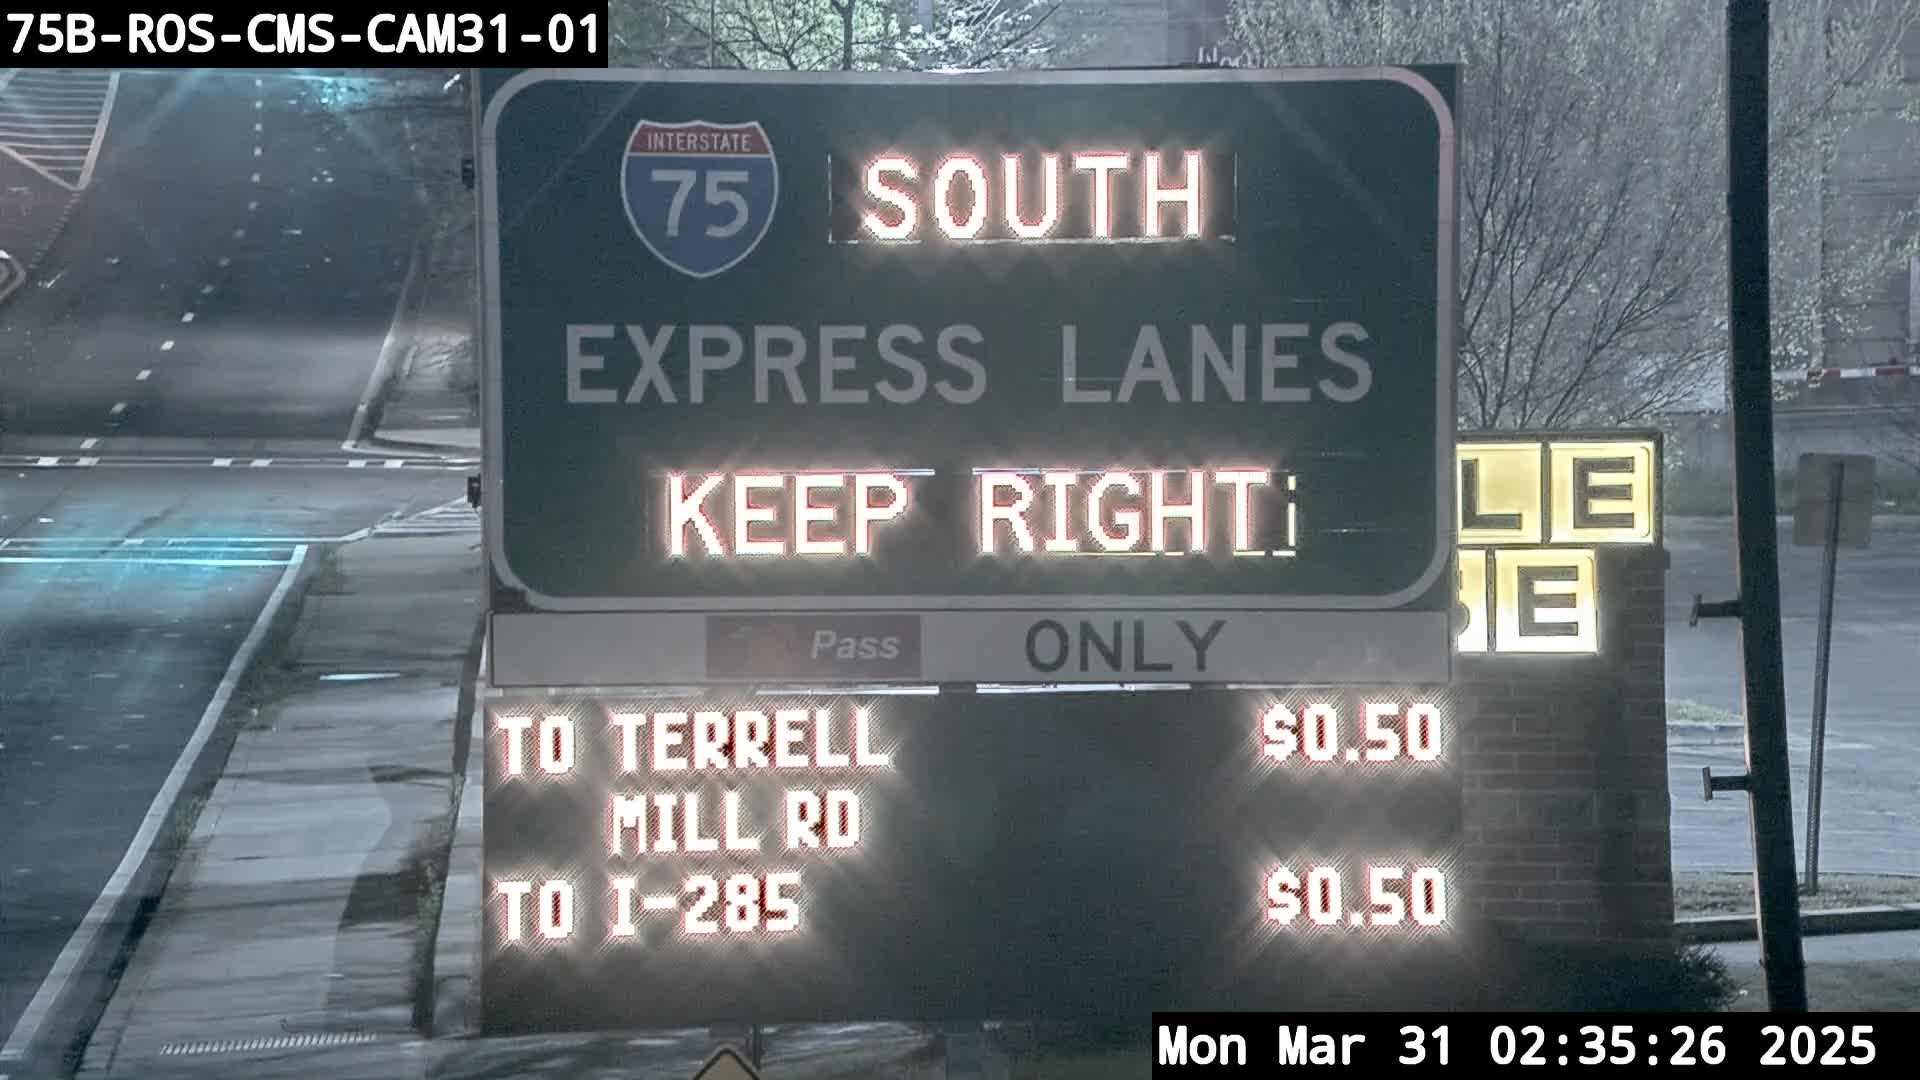 75B-ROS-CMS-CAM31-01
INTERSTATE
75
SOUTH
EXPRESS LANES
KEEP RIGHT
Pass ONLY
TO TERRELL $0.50
MILL RD
TO I-285 $0.50
LE
E
Mon Mar 31 02:35:26 2025